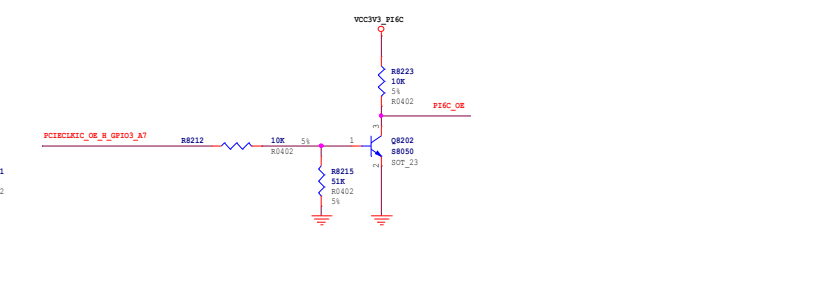 VCC3V3_PI6C
R8223
10K
5%
R0402
PI6C_OE
3
PCIECLKIC_OE_H_GPIO3_A7
R8212
10K
5%
R0402
1
Q8202
S8050
SOT_23
2
R8215
51K
R0402
5%
1
2